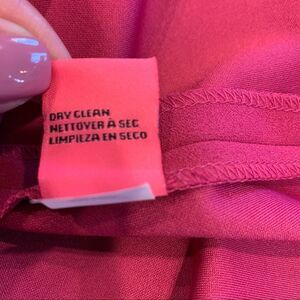 DRY CLEAN
NETTOYER À SEC
LIMPIEZA EN SECO